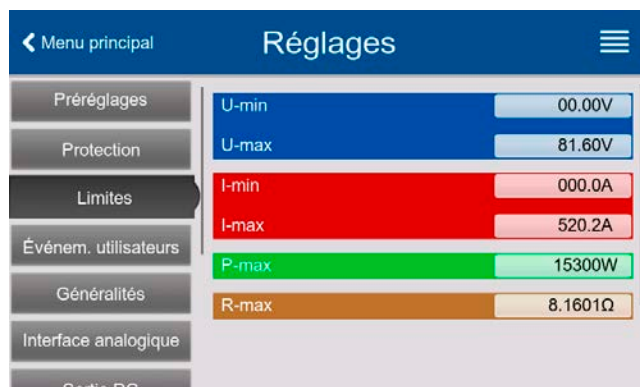 Menu principal
Réglages
Préréglages
Protection
Limites
Événem. utilisateurs
Généralités
Interface analogique
U-min 00.00V
U-max 81.60V
I-min 000.0A
I-max 520.2A
P-max 15300W
R-max 8.1601Ω